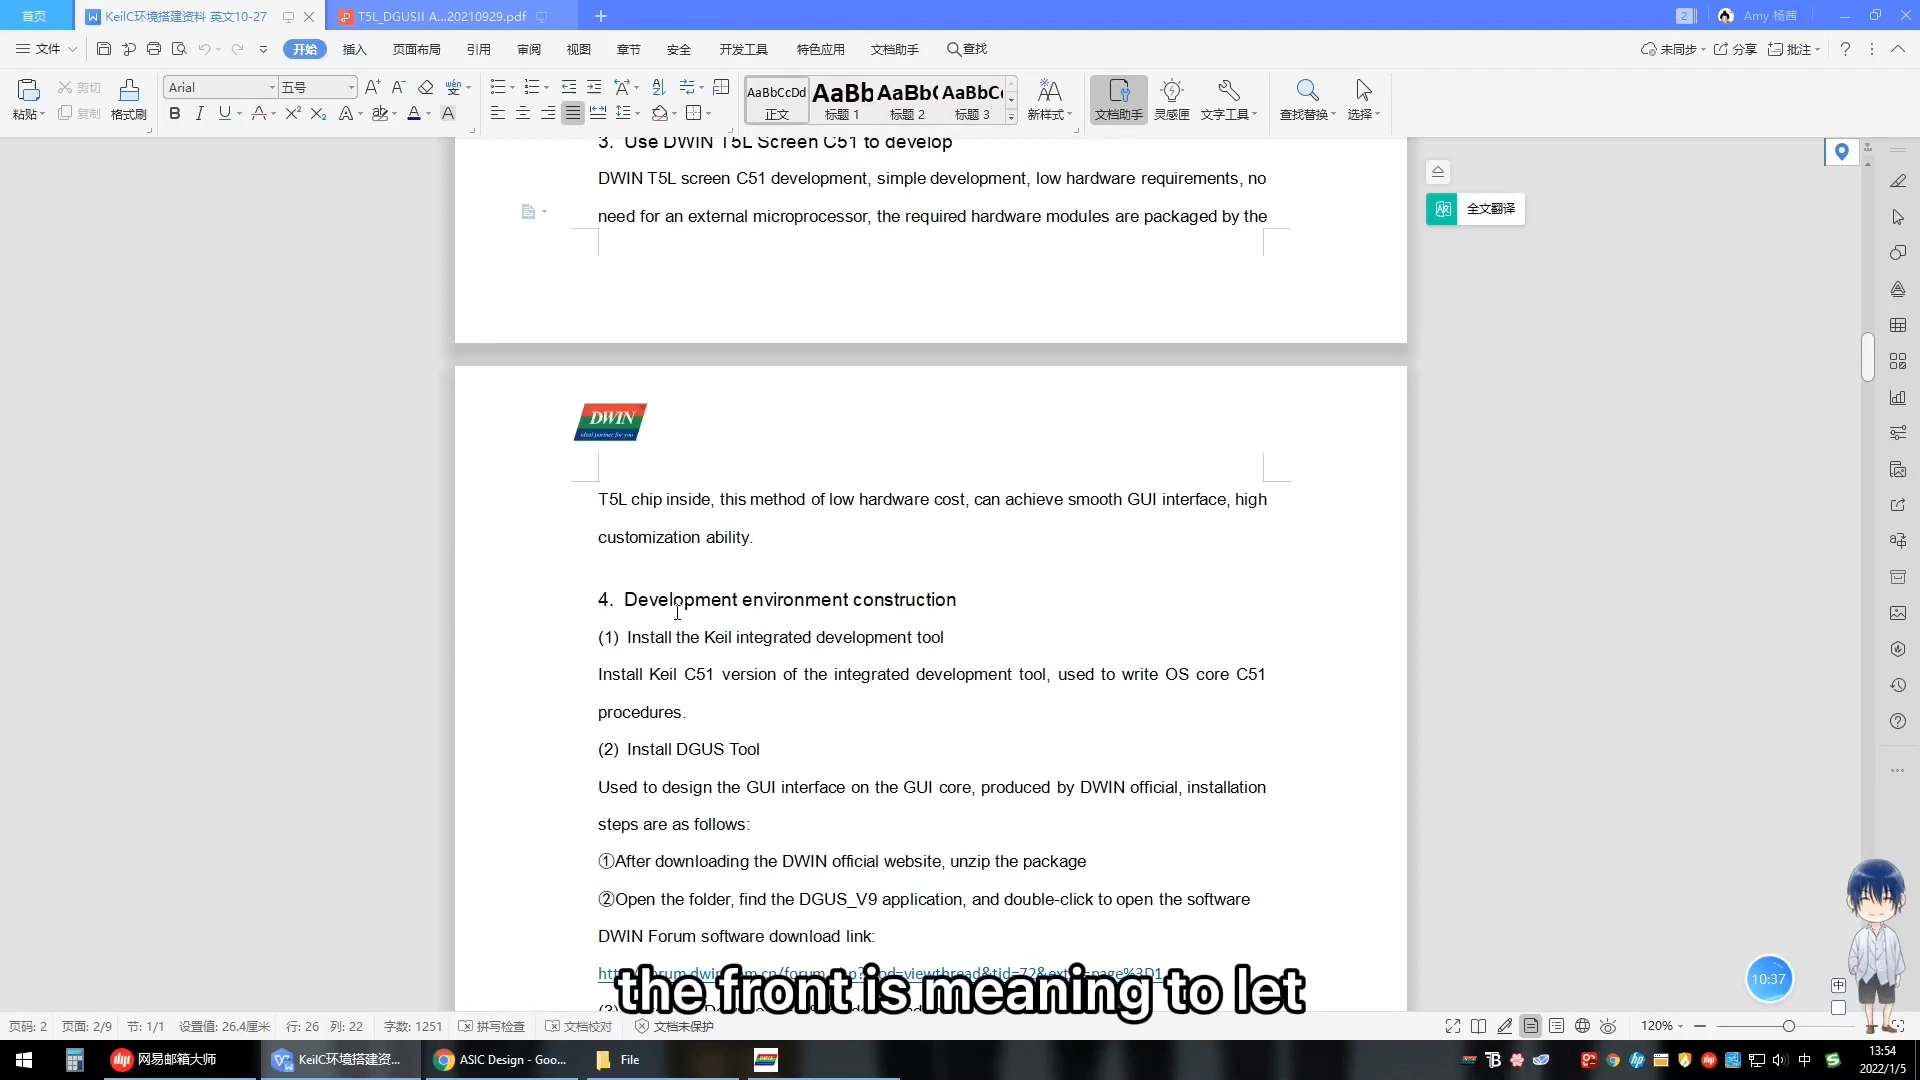 首页
KeilC环境搭建资料 英文10-27
T5L_DGUSII A...20210929.pdf
2
Amy 杨茜
文件
开始 插入 页面布局 引用 审阅 视图 章节 安全 开发工具 特色应用 文档助手 查找
未同步 分享 批注
粘贴 剪切 复制 格式刷
Arial 五号
AaBbCcDd 正文
AaBb 标题 1
AaBb( 标题 2
AaBbC 标题 3
新样式 文档助手 灵感匣 文字工具 查找替换 选择
3. Use DWIN T5L Screen C51 to develop
DWIN T5L screen C51 development, simple development, low hardware requirements, no
need for an external microprocessor, the required hardware modules are packaged by the
全文翻译
DWIN
ideal partner for you
T5L chip inside, this method of low hardware cost, can achieve smooth GUI interface, high
customization ability.
4. Development environment construction
(1) Install the Keil integrated development tool
Install Keil C51 version of the integrated development tool, used to write OS core C51
procedures.
(2) Install DGUS Tool
Used to design the GUI interface on the GUI core, produced by DWIN official, installation
steps are as follows:
①After downloading the DWIN official website, unzip the package
②Open the folder, find the DGUS_V9 application, and double-click to open the software
DWIN Forum software download link:
the front is meaning to let
10:37
中
页码: 2 页面: 2/9 节: 1/1 设置值: 26.4厘米 行: 26 列: 22 字数: 1251 拼写检查 文档校对 文档未保护
120%
网易邮箱大师
KeilC环境搭建资...
ASIC Design - Goo...
File
中
13:54
2022/1/5